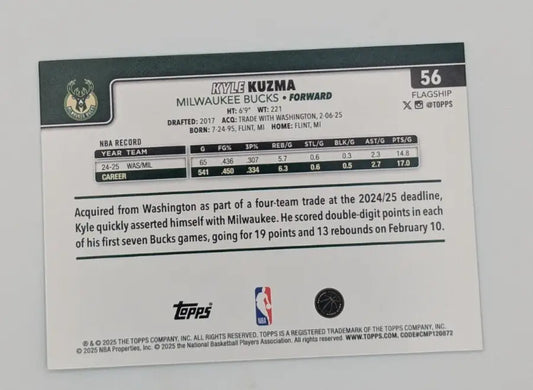 KYLE KUZMA
MILWAUKEE BUCKS • FORWARD
HT: 6'9" WT: 221
DRAFTED: 2017 ACQ: TRADE WITH WASHINGTON, 2-06-25
BORN: 7-24-95, FLINT, MI HOME: FLINT, MI
56
FLAGSHIP
X @TOPPS
NBA RECORD
YEAR TEAM G FG% 3P% REB/G STL/G BLK/G AST/G PTS/G
24-25 WAS/MIL 65 .436 .307 5.7 0.6 0.3 2.3 14.8
CAREER 541 .450 .334 6.3 0.6 0.5 2.7 17.0
Acquired from Washington as part of a four-team trade at the 2024/25 deadline,
Kyle quickly asserted himself with Milwaukee. He scored double-digit points in each
of his first seven Bucks games, going for 19 points and 13 rebounds on February 10.
TOPPS
NBA
® & © 2025 THE TOPPS COMPANY, INC. ALL RIGHTS RESERVED. TOPPS IS A REGISTERED TRADEMARK OF THE TOPPS COMPANY, INC.
© 2025 NBA Properties, Inc. © 2025 the National Basketball Players Association. All rights reserved. WWW.TOPPS.COM, CODE#CMP120672